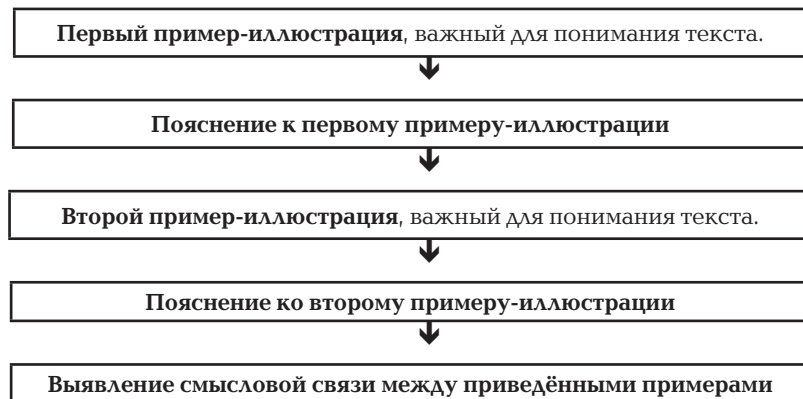 Первый пример-иллюстрация, важный для понимания текста.
Пояснение к первому примеру-иллюстрации
Второй пример-иллюстрация, важный для понимания текста.
Пояснение ко второму примеру-иллюстрации
Выявление смысловой связи между приведёнными примерами